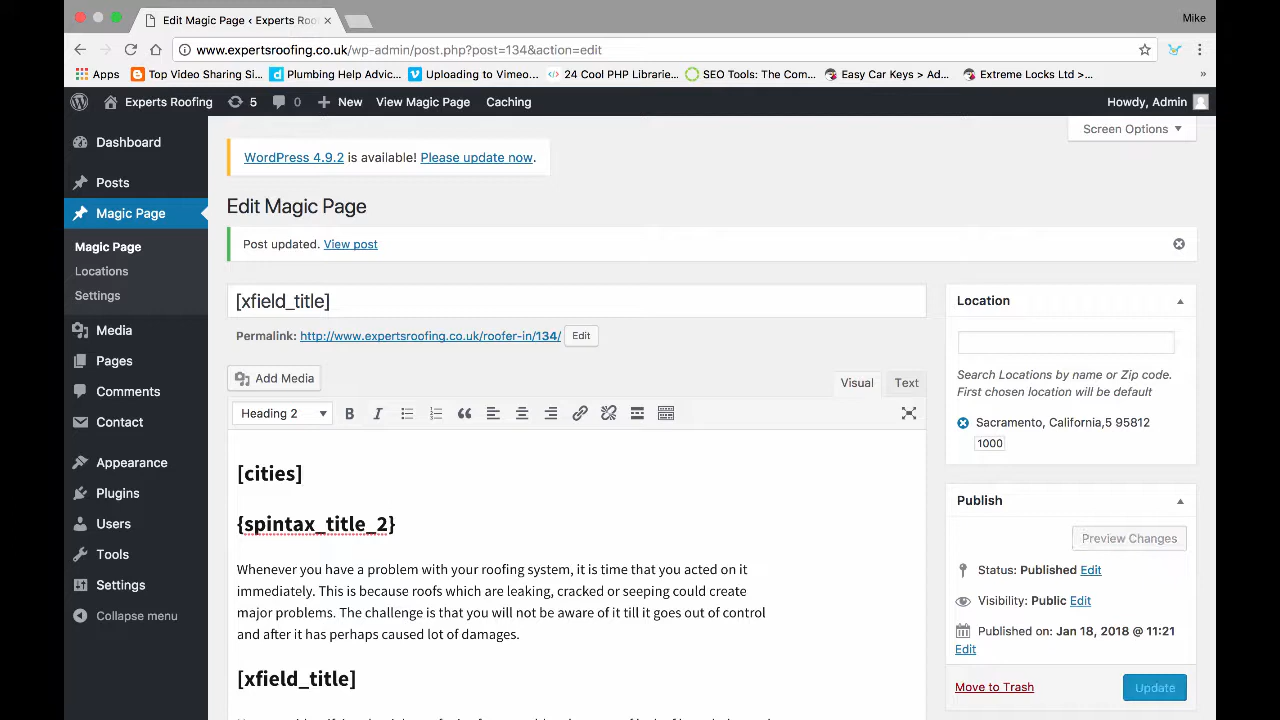 Edit Magic Page ‹ Experts Roo
Mike
www.expertsroofing.co.uk/wp-admin/post.php?post=134&action=edit
Apps
Top Video Sharing Si...
Plumbing Help Advic...
Uploading to Vimeo...
24 Cool PHP Librarie...
SEO Tools: The Com...
Easy Car Keys > Ad...
Extreme Locks Ltd >...
»
Experts Roofing 5 0 New View Magic Page Caching Howdy, Admin
Screen Options
Dashboard
Posts
Magic Page
Magic Page
Locations
Settings
Media
Pages
Comments
Contact
Appearance
Plugins
Users
Tools
Settings
Collapse menu
WordPress 4.9.2 is available! Please update now.
Edit Magic Page
Post updated. View post
[xfield_title]
Permalink: http://www.expertsroofing.co.uk/roofer-in/134/ Edit
Add Media
Visual Text
Heading 2
[cities]
{spintax_title_2}
Whenever you have a problem with your roofing system, it is time that you acted on it
immediately. This is because roofs which are leaking, cracked or seeping could create
major problems. The challenge is that you will not be aware of it till it goes out of control
and after it has perhaps caused lot of damages.
[xfield_title]
Location
Search Locations by name or Zip code.
First chosen location will be default
Sacramento, California,5 95812
1000
Publish
Preview Changes
Status: Published Edit
Visibility: Public Edit
Published on: Jan 18, 2018 @ 11:21
Edit
Move to Trash
Update